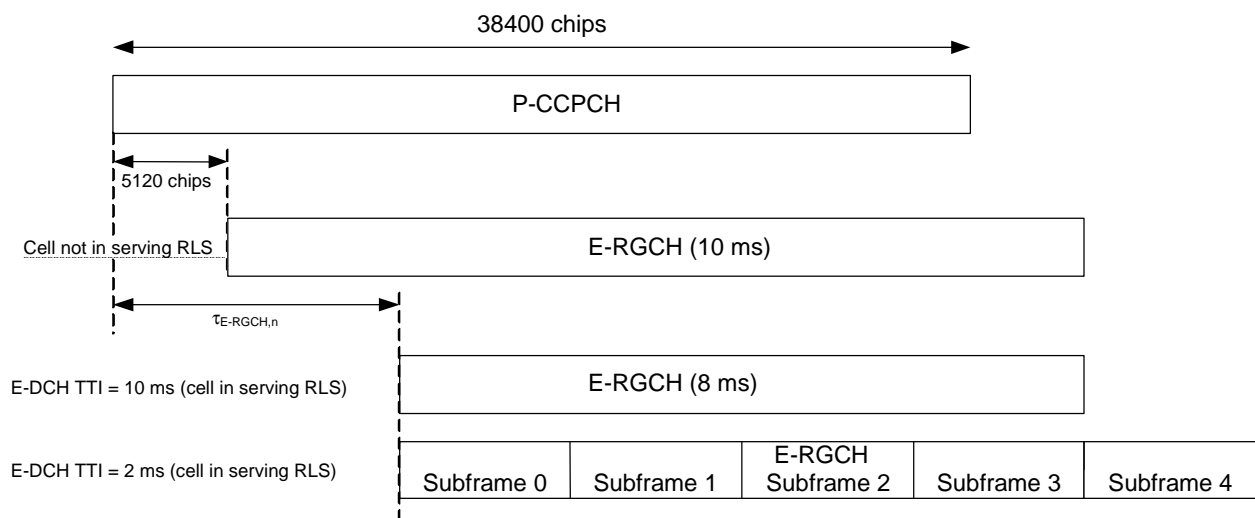 38400 chips
P-CCPCH
5120 chips
Cell not in serving RLS
E-RGCH (10 ms)
τE-RGCH,n
E-DCH TTI = 10 ms (cell in serving RLS)
E-RGCH (8 ms)
E-DCH TTI = 2 ms (cell in serving RLS)
E-RGCH
Subframe 0 Subframe 1 Subframe 2 Subframe 3 Subframe 4